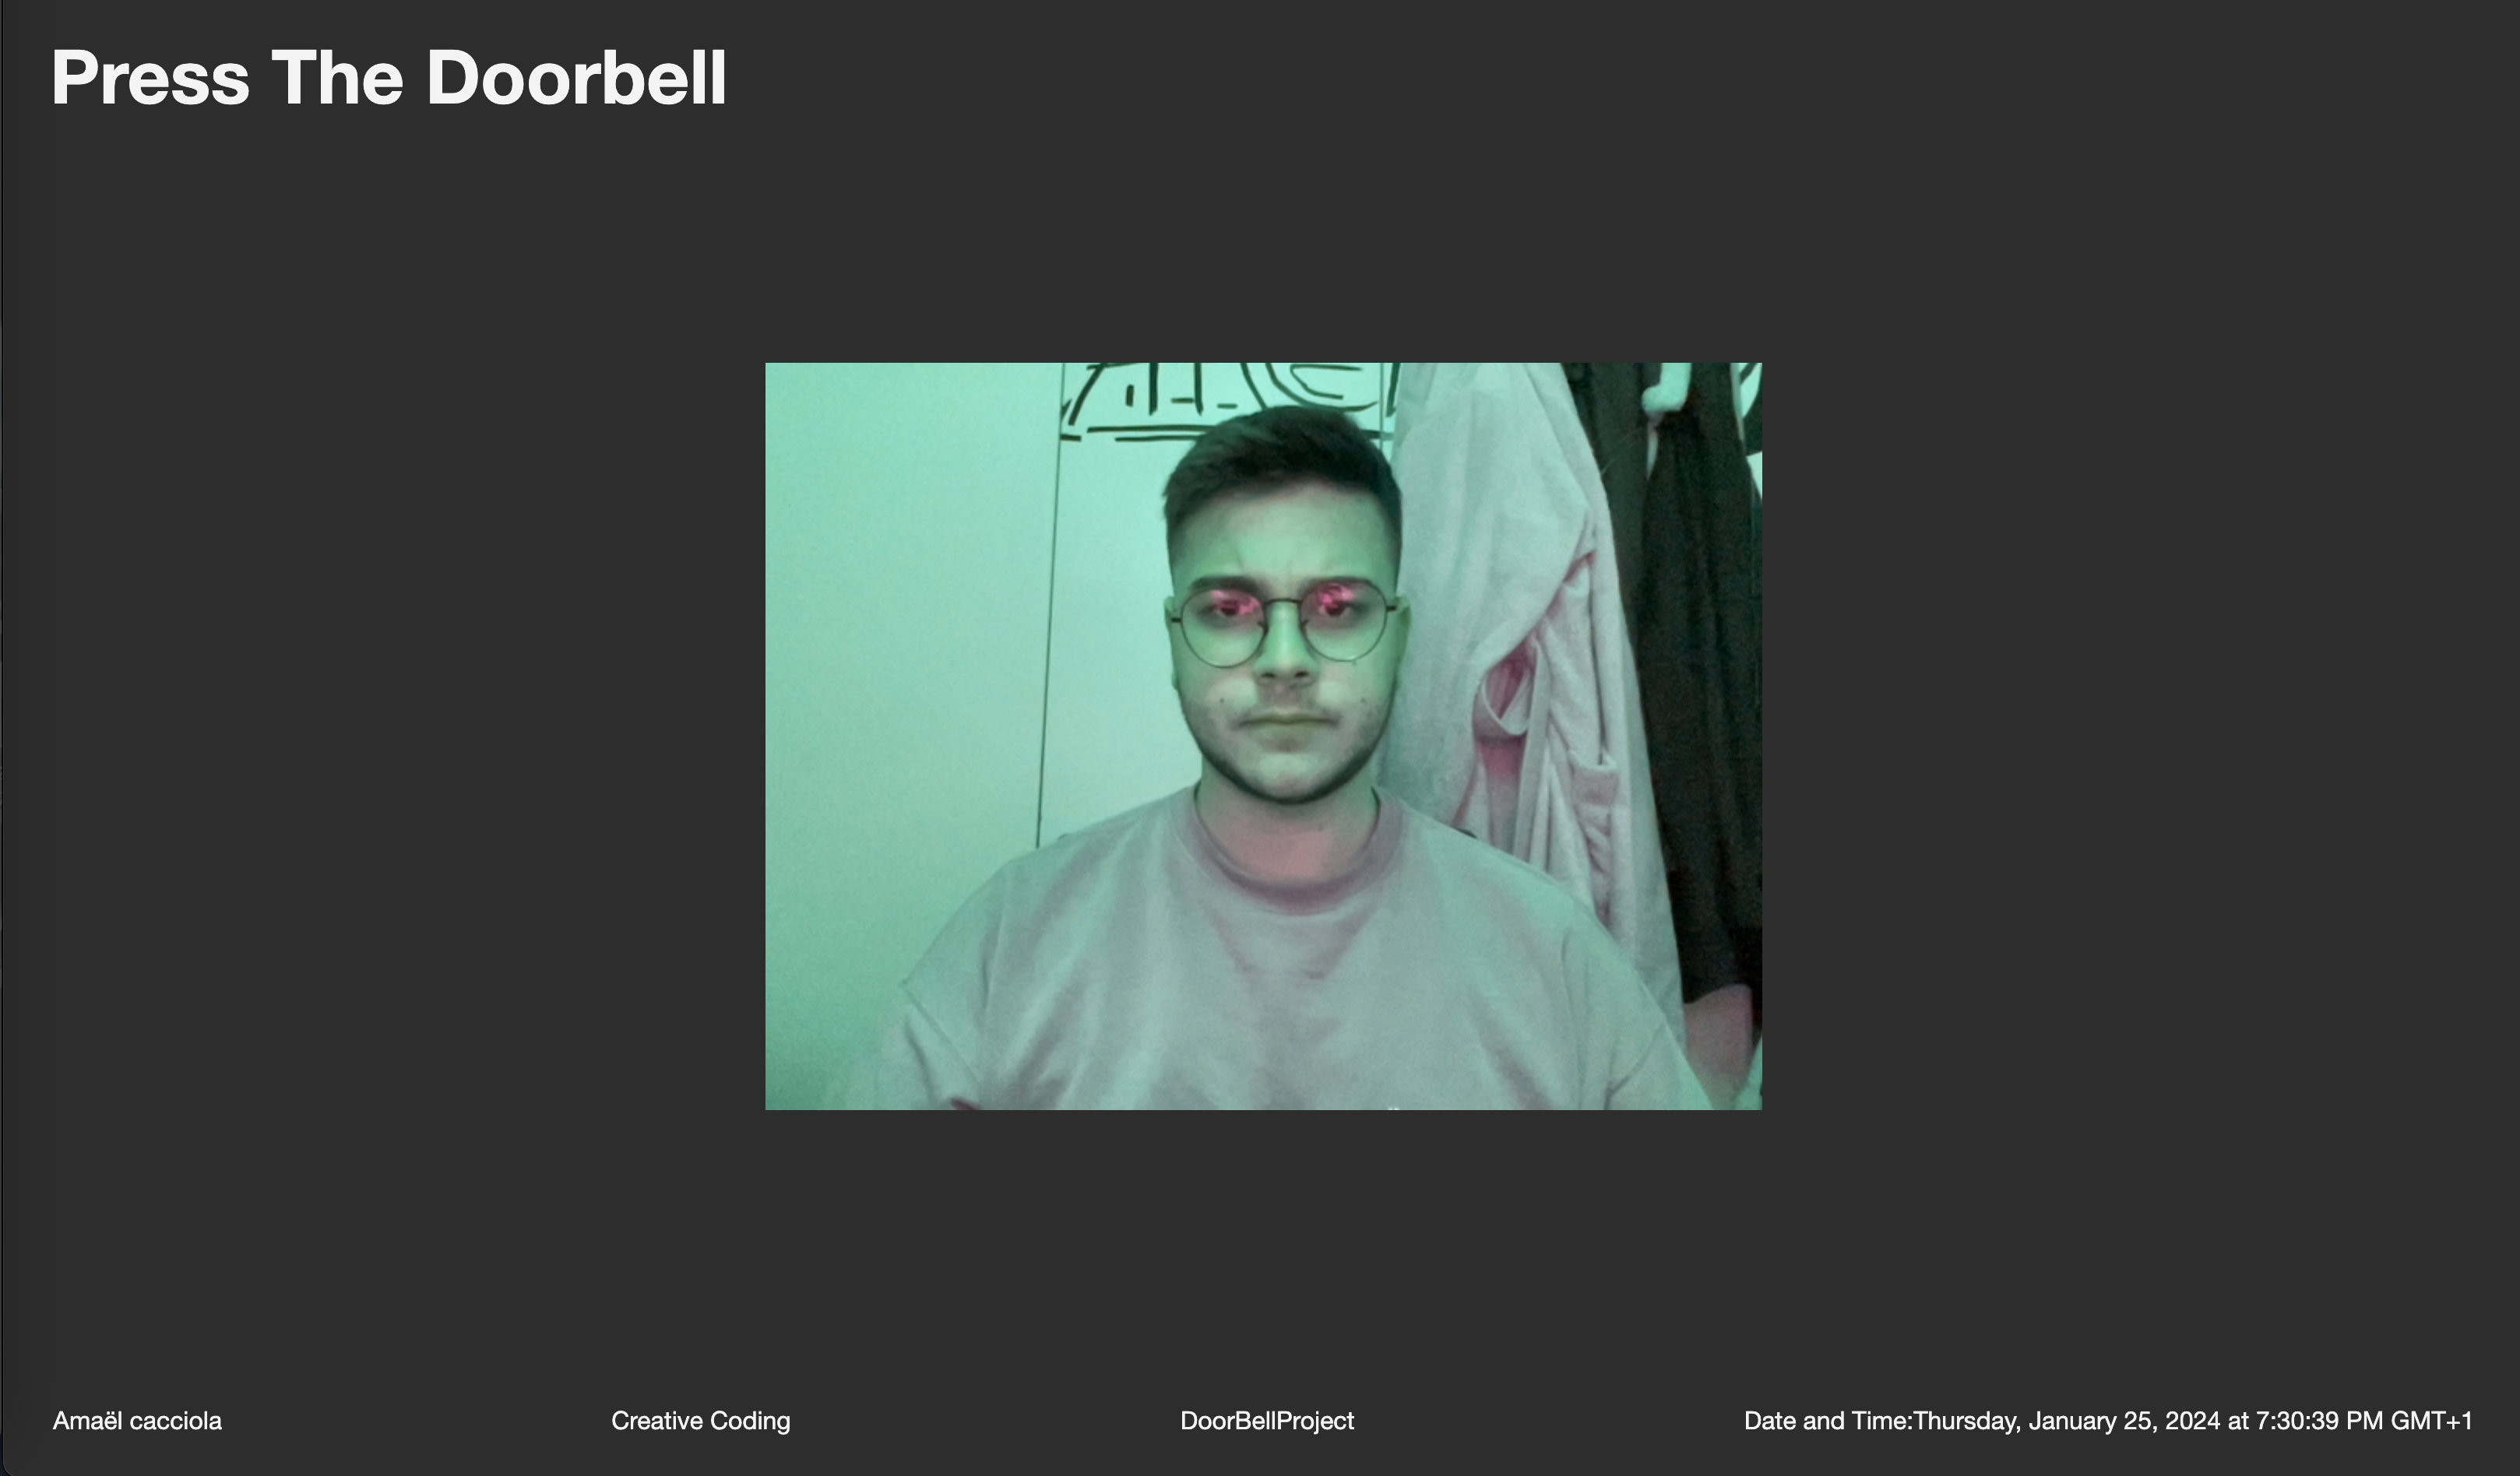 Press The Doorbell
Amaël cacciola
Creative Coding
DoorBellProject
Date and Time:Thursday, January 25, 2024 at 7:30:39 PM GMT+1